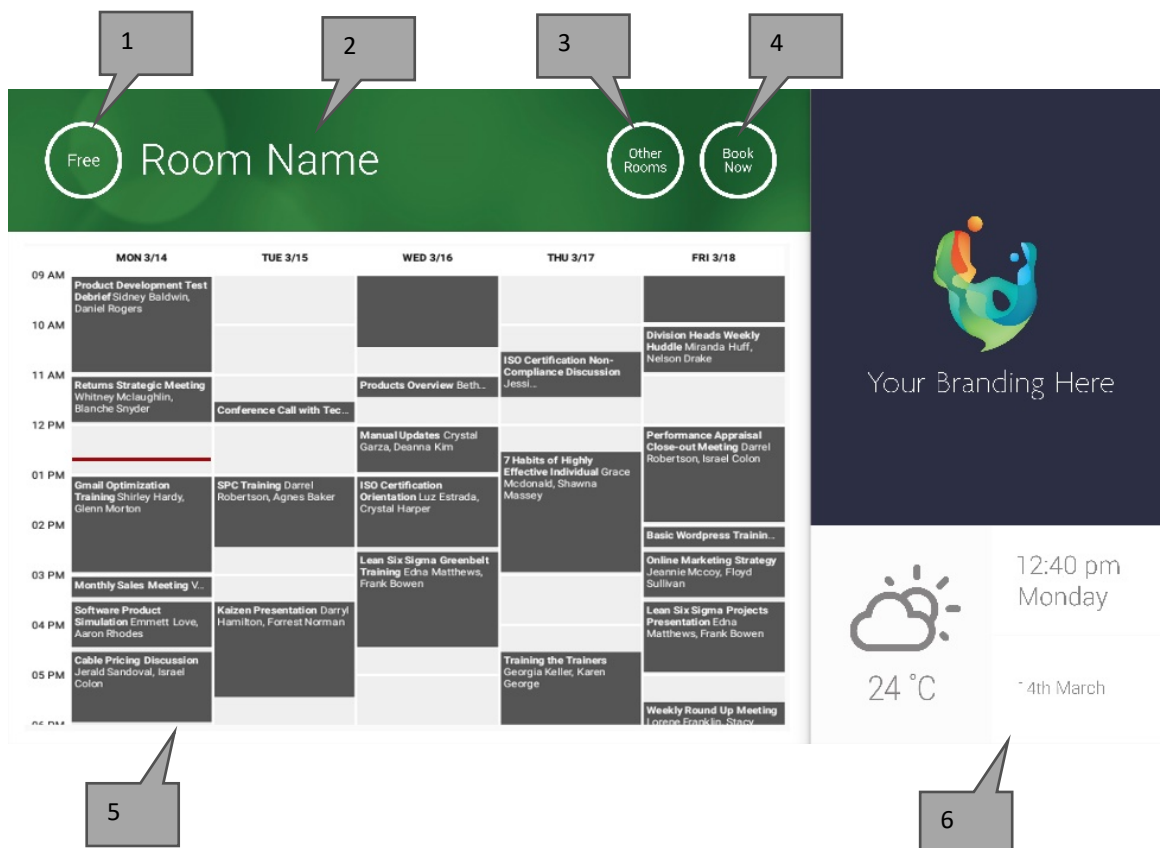 1
2
3
4
Free
Room Name
Other
Rooms
Book
Now
MON 3/14
TUE 3/15
WED 3/16
THU 3/17
FRI 3/18
09 AM
10 AM
11 AM
12 PM
01 PM
02 PM
03 PM
04 PM
05 PM
Product Development Test
Debrief Sidney Baldwin,
Daniel Rogers
Returns Strategic Meeting
Whitney Mclaughlin,
Blanche Snyder
Gmail Optimization
Training Shirley Hardy,
Glenn Morton
Monthly Sales Meeting V...
Software Product
Simulation Emmett Love,
Aaron Rhodes
Cable Pricing Discussion
Jerald Sandoval, Israel
Colon
Conference Call with Tec...
SPC Training Darrel
Robertson, Agnes Baker
Kaizen Presentation Darryl
Hamilton, Forrest Norman
Products Overview Beth...
Manual Updates Crystal
Garza, Deanna Kim
ISO Certification
Orientation Luz Estrada,
Crystal Harper
Lean Six Sigma Greenbelt
Training Edna Matthews,
Frank Bowen
ISO Certification Non-
Compliance Discussion
Jessi...
7 Habits of Highly
Effective Individual Grace
Mcdonald, Shawna
Massey
Training the Trainers
Georgia Keller, Karen
George
Division Heads Weekly
Huddle Miranda Huff,
Nelson Drake
Performance Appraisal
Close-out Meeting Darrel
Robertson, Israel Colon
Basic Wordpress Trainin...
Online Marketing Strategy
Jeannie Mccoy, Floyd
Sullivan
Lean Six Sigma Projects
Presentation Edna
Matthews, Frank Bowen
Weekly Round Up Meeting
Lorene Franklin, Stacy
Your Branding Here
12:40 pm
Monday
24 °C
14th March
5
6